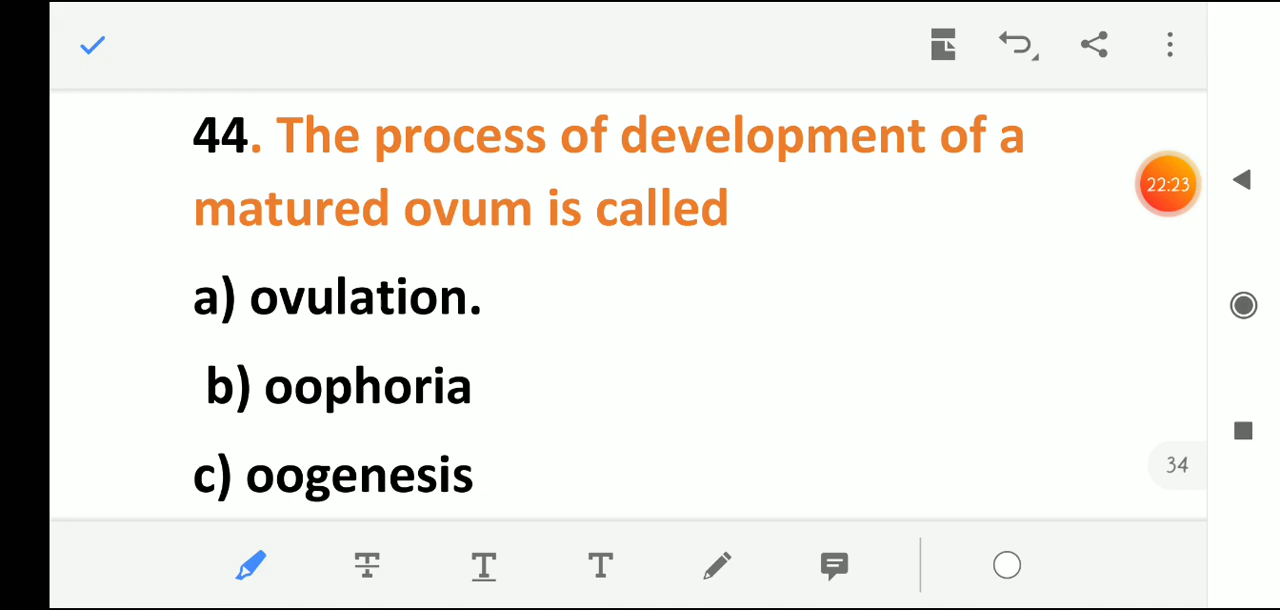 44. The process of development of a
matured ovum is called
22:23
a) ovulation.
b) oophoria
c) oogenesis
34